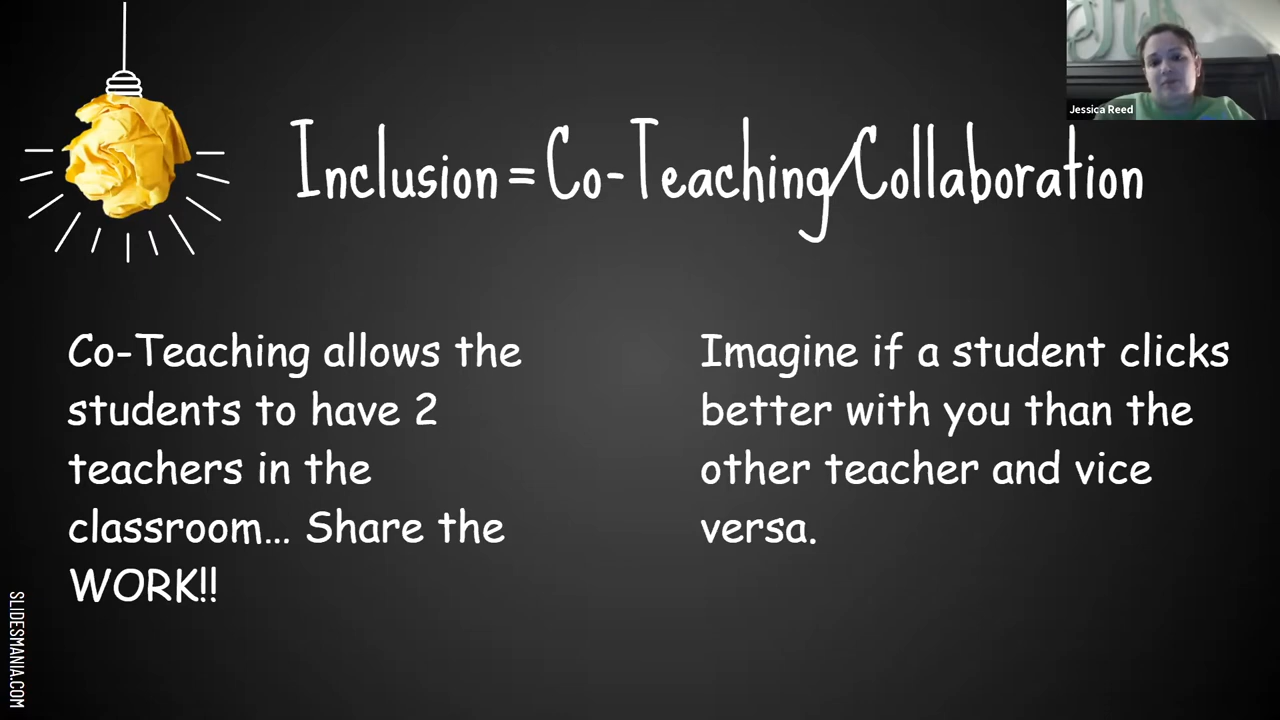 Jessica Reed
Inclusion=Co-Teaching/Collaboration
Co-Teaching allows the
students to have 2
teachers in the
classroom... Share the
WORK!!
Imagine if a student clicks
better with you than the
other teacher and vice
versa.
SLIDESMANIA.COM